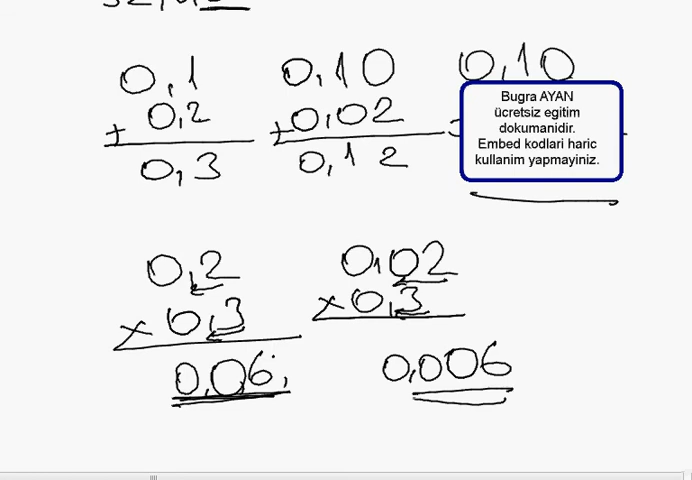 0,1
+ 0,2
0,3
0,10
+ 0,02
0,12
0,10
Bugra AYAN
ücretsiz egitim
dokumanidir.
Embed kodlari haric
kullanim yapmayiniz.
0,2
x 0,3
0,06
0,02
x 0,3
0,006